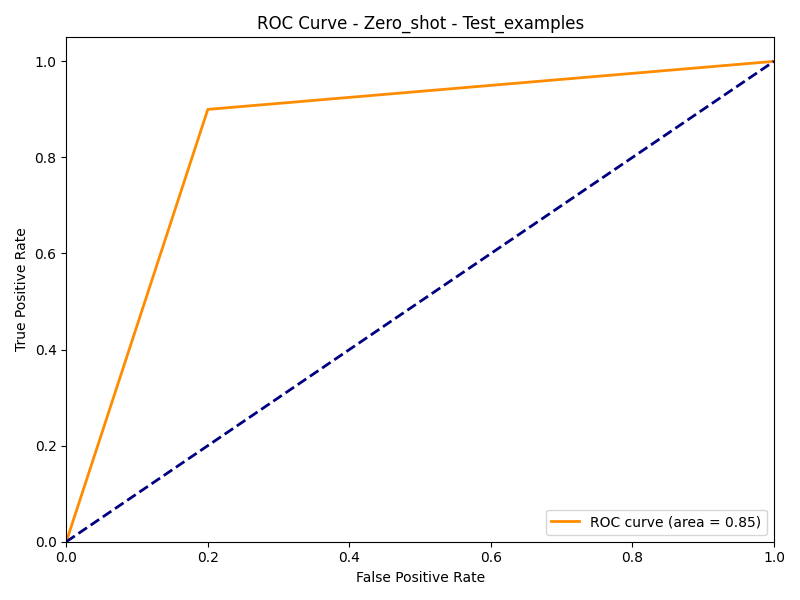 ROC Curve - Zero_shot - Test_examples
True Positive Rate
1.0
0.8
0.6
0.4
0.2
0.0
0.0 0.2 0.4 0.6 0.8 1.0
False Positive Rate
ROC curve (area = 0.85)